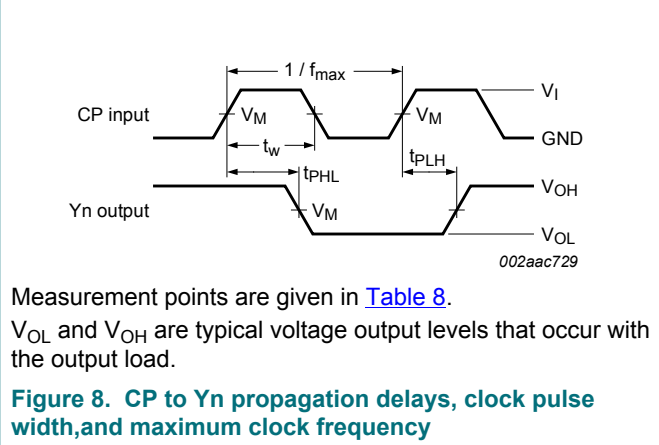 1 / fmax
VI
CP input
VM
VM
GND
tW
tPHL
tPLH
VOH
Yn output
VM
VOL
002aac729
Measurement points are given in Table 8.
VOL and VOH are typical voltage output levels that occur with
the output load.
Figure 8. CP to Yn propagation delays, clock pulse
width,and maximum clock frequency